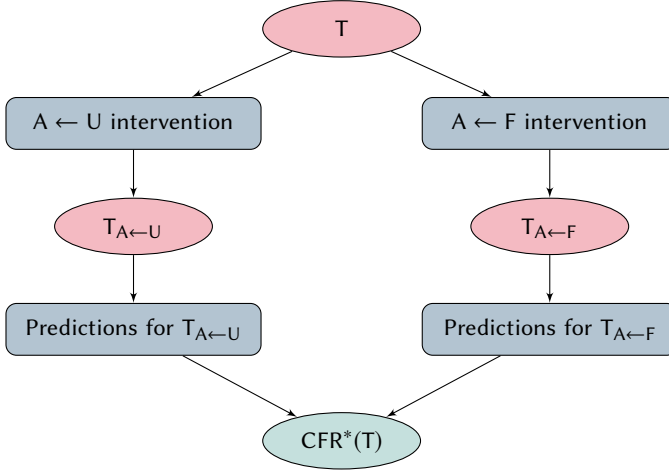 T
A ← U intervention
A ← F intervention
T_{A←U}
T_{A←F}
Predictions for T_{A←U}
Predictions for T_{A←F}
CFR*(T)